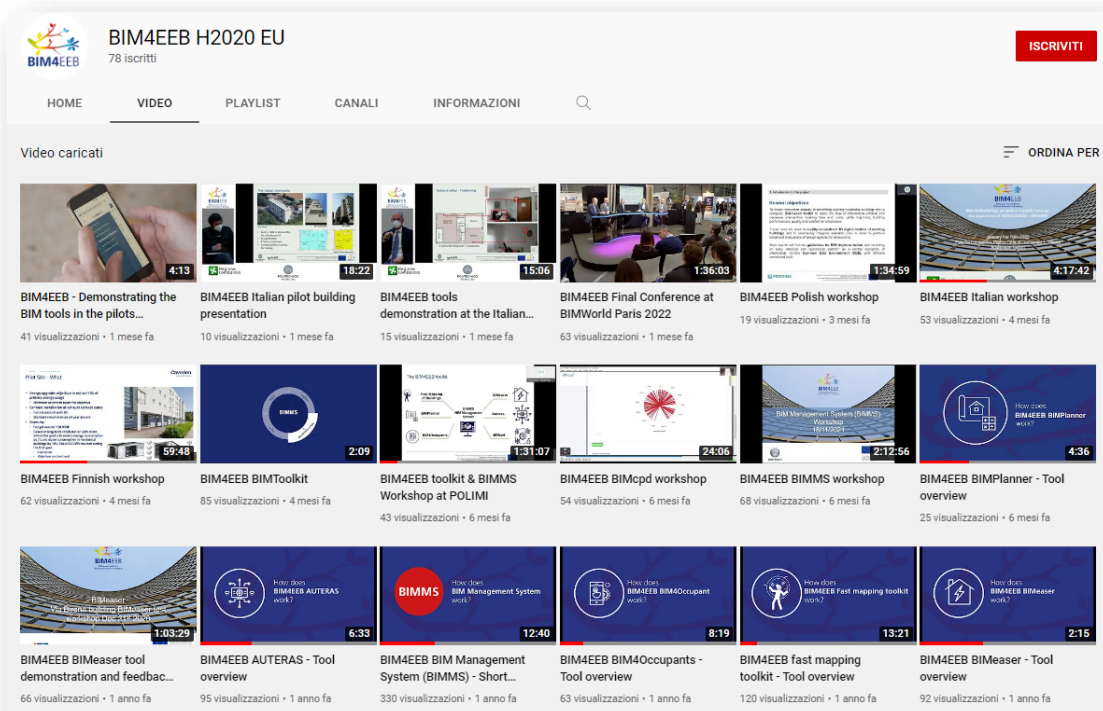 BIM4EEB
BIM4EEB H2020 EU
78 iscritti
ISCRIVITI
HOME
VIDEO
PLAYLIST
CANALI
INFORMAZIONI
Video caricati
ORDINA PER
4:13
18:22
15:06
1:36:03
1:34:59
4:17:42
BIM4EEB - Demonstrating the
BIM tools in the pilots...
41 visualizzazioni • 1 mese fa
BIM4EEB Italian pilot building
presentation
10 visualizzazioni • 1 mese fa
BIM4EEB tools
demonstration at the Italian...
15 visualizzazioni • 1 mese fa
BIM4EEB Final Conference at
BIMWorld Paris 2022
63 visualizzazioni • 1 mese fa
BIM4EEB Polish workshop
19 visualizzazioni • 3 mesi fa
BIM4EEB Italian workshop
53 visualizzazioni • 4 mesi fa
59:48
BIMMS
2:09
The BIM4EEB toolkit
1:31:07
24:06
BIM Management System (BIMMS)
Workshop
18/11/2021
2:12:56
How does
BIM4EEB BIMPlanner
work?
4:36
BIM4EEB Finnish workshop
62 visualizzazioni • 4 mesi fa
BIM4EEB BIMToolkit
85 visualizzazioni • 4 mesi fa
BIM4EEB toolkit & BIMMS
Workshop at POLIMI
43 visualizzazioni • 6 mesi fa
BIM4EEB BIMcpd workshop
54 visualizzazioni • 6 mesi fa
BIM4EEB BIMMS workshop
68 visualizzazioni • 6 mesi fa
BIM4EEB BIMPlanner - Tool
overview
25 visualizzazioni • 6 mesi fa
BIM4EEB
BIMeaser
1:03:29
How does
BIM4EEB AUTERAS
work?
6:33
BIMMS
How does
BIM Management System
work?
12:40
How does
BIM4EEB BIM4Occupant
work?
8:19
How does
BIM4EEB Fast mapping toolkit
work?
13:21
How does
BIM4EEB BIMeaser
work?
2:15
BIM4EEB BIMeaser tool
demonstration and feedbac...
66 visualizzazioni • 1 anno fa
BIM4EEB AUTERAS - Tool
overview
95 visualizzazioni • 1 anno fa
BIM4EEB BIM Management
System (BIMMS) - Short...
330 visualizzazioni • 1 anno fa
BIM4EEB BIM4Occupants -
Tool overview
63 visualizzazioni • 1 anno fa
BIM4EEB fast mapping
toolkit - Tool overview
120 visualizzazioni • 1 anno fa
BIM4EEB BIMeaser - Tool
overview
92 visualizzazioni • 1 anno fa